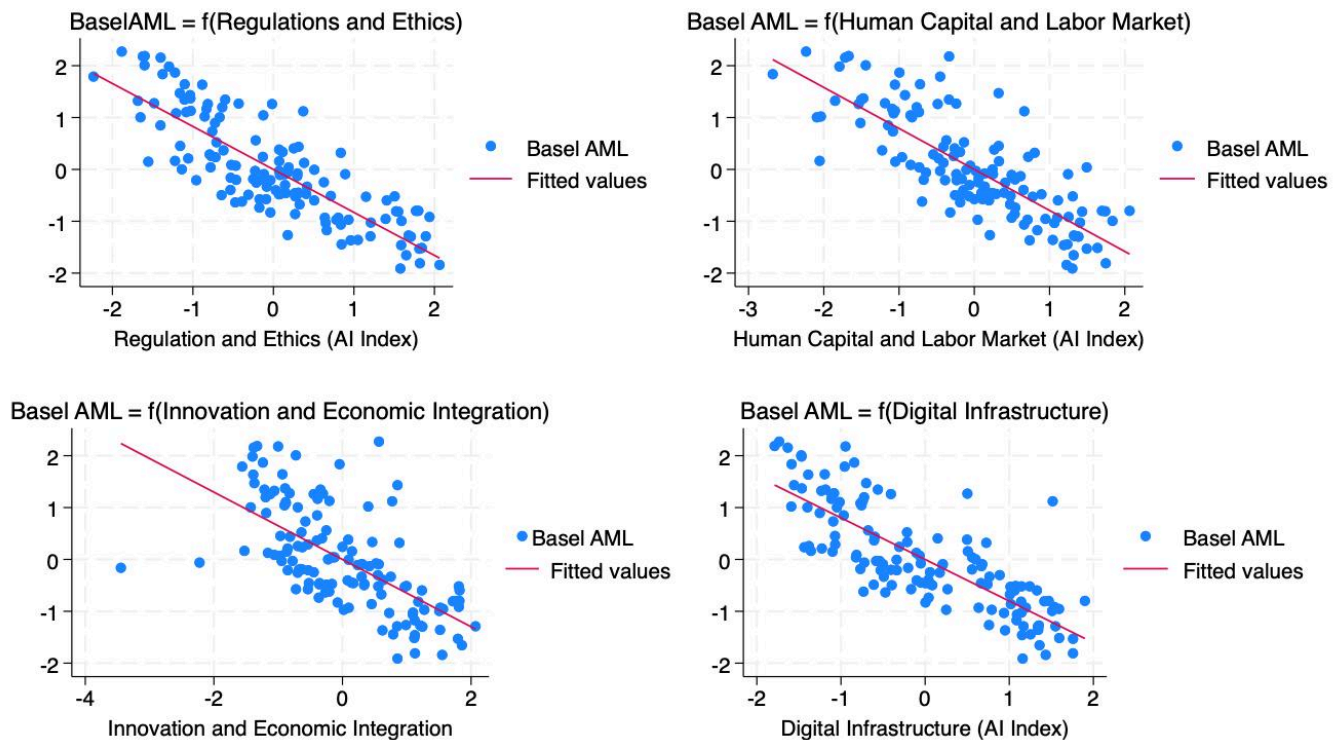 BaselAML = f(Regulations and Ethics)
2
1
0
-1
-2
-2 -1 0 1 2
Regulation and Ethics (AI Index)
Basel AML
Fitted values
Basel AML = f(Human Capital and Labor Market)
2
1
0
-1
-2
-3 -2 -1 0 1 2
Human Capital and Labor Market (AI Index)
Basel AML
Fitted values
Basel AML = f(Innovation and Economic Integration)
2
1
0
-1
-2
-4 -2 0 2
Innovation and Economic Integration
Basel AML
Fitted values
Basel AML = f(Digital Infrastructure)
2
1
0
-1
-2
-2 -1 0 1 2
Digital Infrastructure (AI Index)
Basel AML
Fitted values